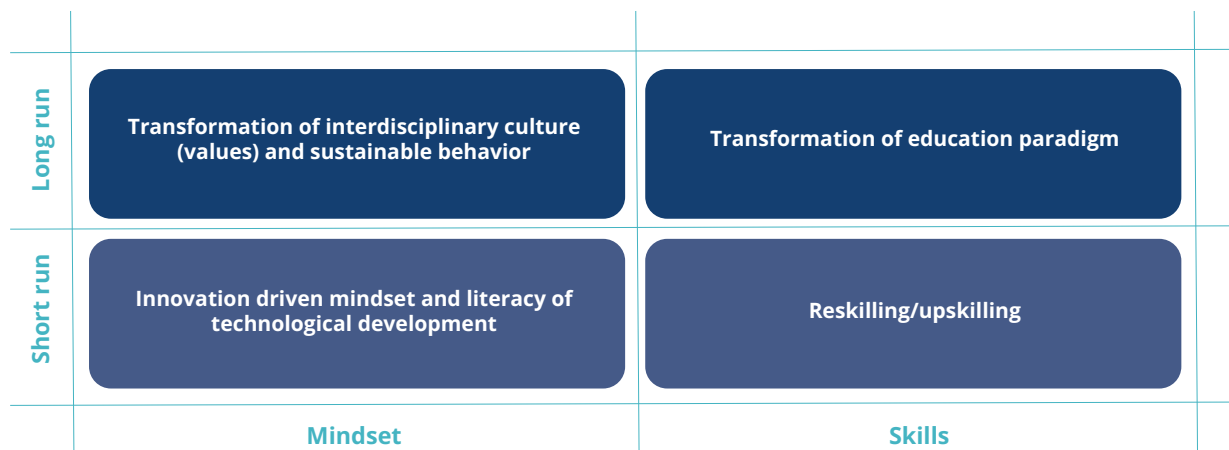 Long run
Transformation of interdisciplinary culture
(values) and sustainable behavior
Transformation of education paradigm
Short run
Innovation driven mindset and literacy of
technological development
Reskilling/upskilling
Mindset
Skills